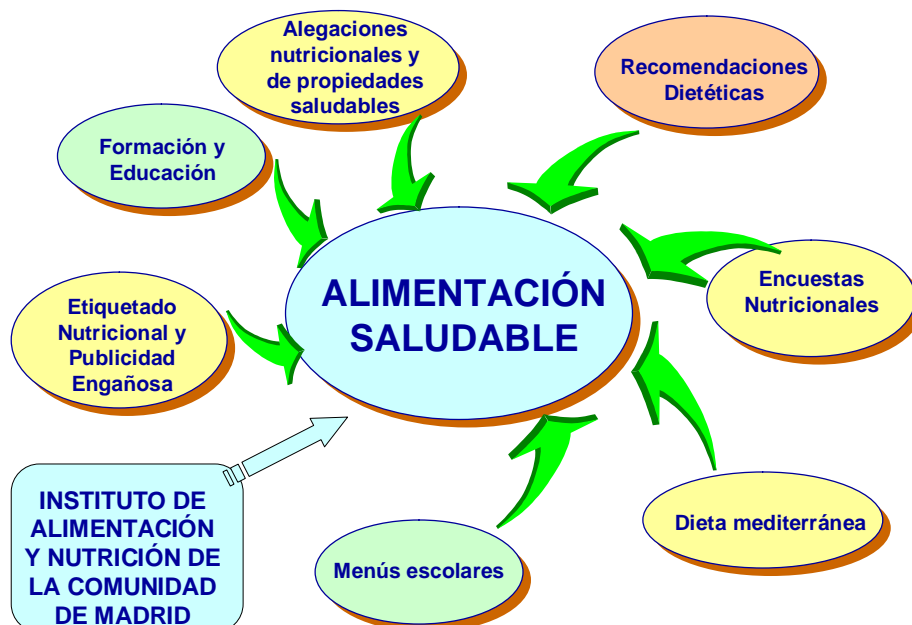 Alegaciones
nutricionales y
de propiedades
saludables
Recomendaciones
Dietéticas
Formación y
Educación
ALIMENTACIÓN
SALUDABLE
Encuestas
Nutricionales
Etiquetado
Nutricional y
Publicidad
Engañosa
INSTITUTO DE
ALIMENTACIÓN
Y NUTRICIÓN DE
LA COMUNIDAD
DE MADRID
Menús escolares
Dieta mediterránea